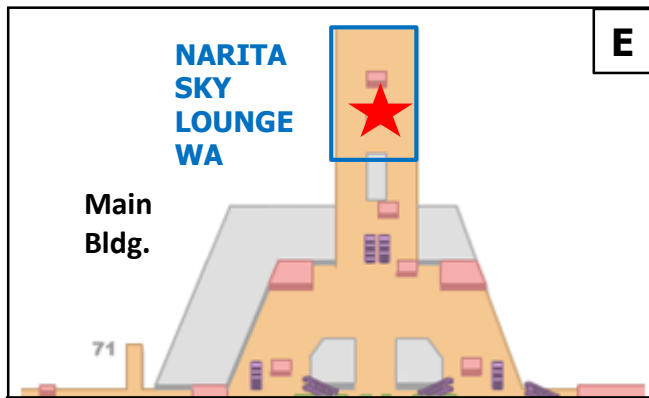 NARITA
SKY
LOUNGE
WA
E
Main
Bldg.
71